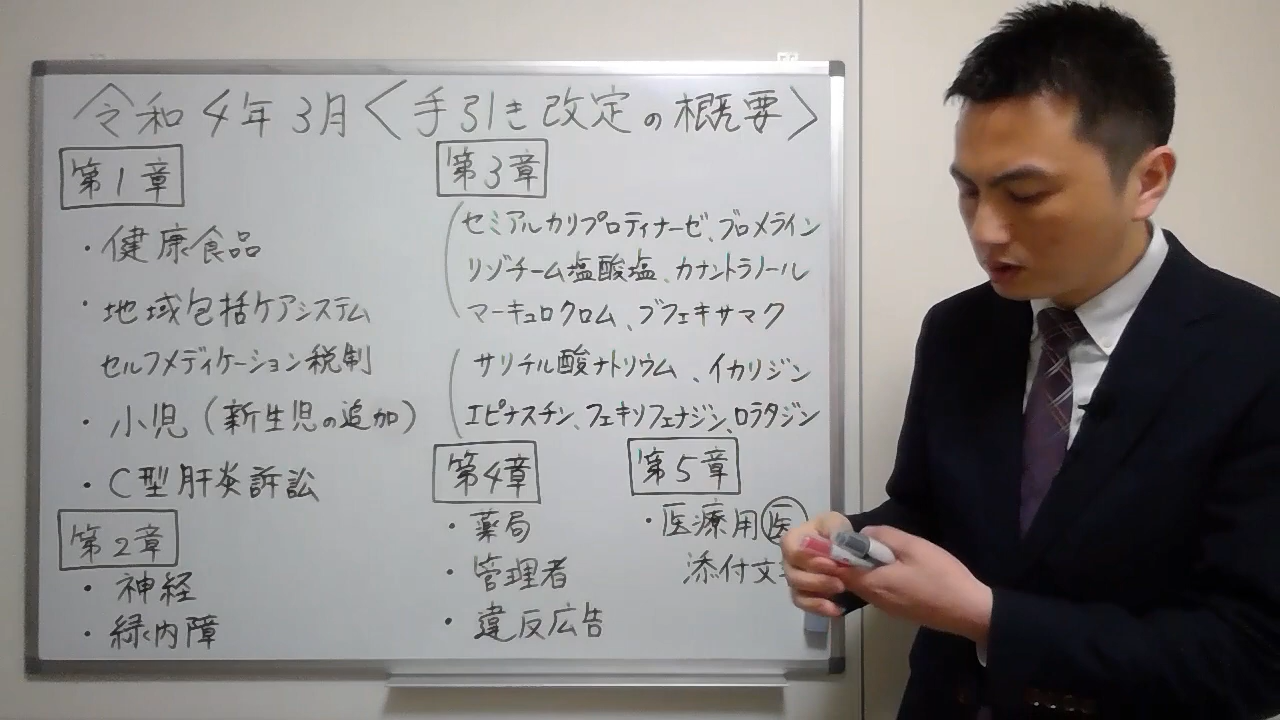 令和4年3月<手引き改定の概要>
第1章
・健康食品
・地域包括ケアシステム
セルフメディケーション税制
・小児(新生児の追加)
・C型肝炎訴訟
第2章
・神経
・緑内障
第3章
セミアルカリプロティナーゼ、ブロメライン
リゾチーム塩酸塩、カナントラノール
マーキュロクロム、ブフェキサマク
サリチル酸ナトリウム、イカリジン
エピナスチン、フェキソフェナジン、ロラタジン
第4章
・薬局
・管理者
・違反広告
第5章
・医療用医
添付文